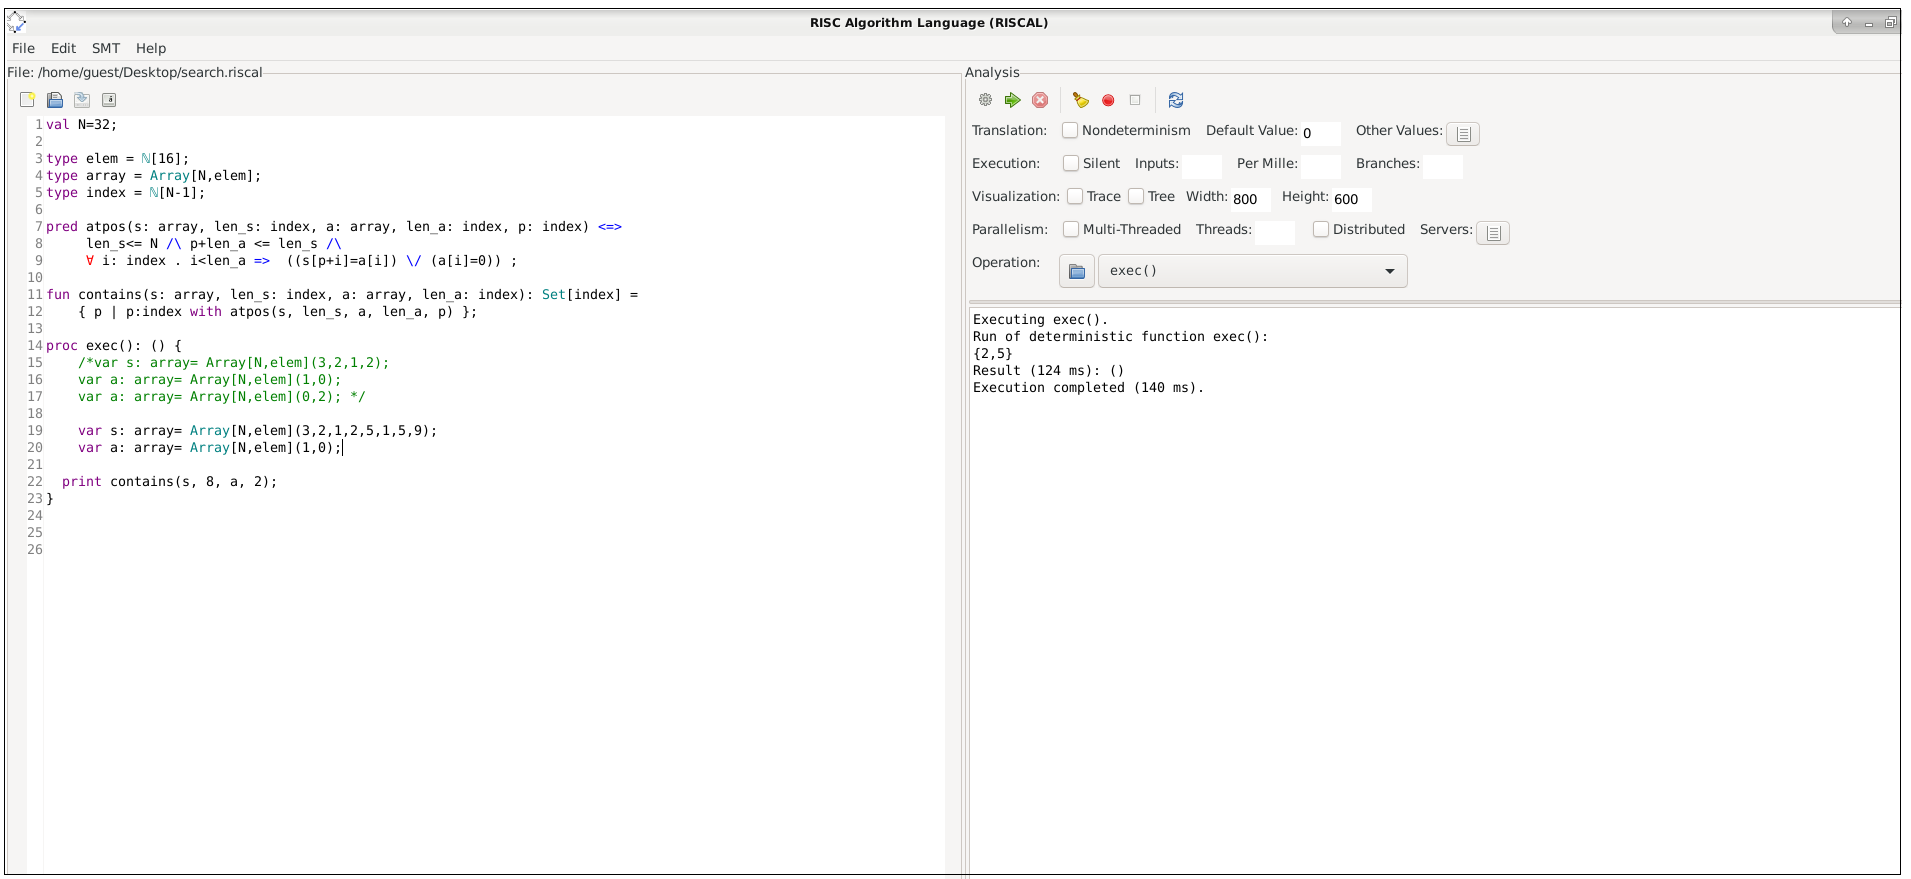 RISC Algorithm Language (RISCAL)
File Edit SMT Help
File: /home/guest/Desktop/search.riscal
1 val N=32;
2
3 type elem = ℕ[16];
4 type array = Array[N,elem];
5 type index = ℕ[N-1];
6
7 pred atpos(s: array, len_s: index, a: array, len_a: index, p: index) <=>
8      len_s<= N /\ p+len_a <= len_s /\
9      ∀ i: index . i<len_a =>  ((s[p+i]=a[i]) \/ (a[i]=0)) ;
10
11 fun contains(s: array, len_s: index, a: array, len_a: index): Set[index] =
12     { p | p:index with atpos(s, len_s, a, len_a, p) };
13
14 proc exec(): () {
15     /*var s: array= Array[N,elem](3,2,1,2);
16     var a: array= Array[N,elem](1,0);
17     var a: array= Array[N,elem](0,2); */
18
19     var s: array= Array[N,elem](3,2,1,2,5,1,5,9);
20     var a: array= Array[N,elem](1,0);
21
22   print contains(s, 8, a, 2);
23 }
24
25
26
Analysis
Translation: Nondeterminism Default Value: 0 Other Values:
Execution: Silent Inputs: Per Mille: Branches:
Visualization: Trace Tree Width: 800 Height: 600
Parallelism: Multi-Threaded Threads: Distributed Servers:
Operation: exec()
Executing exec().
Run of deterministic function exec():
{2,5}
Result (124 ms): ()
Execution completed (140 ms).